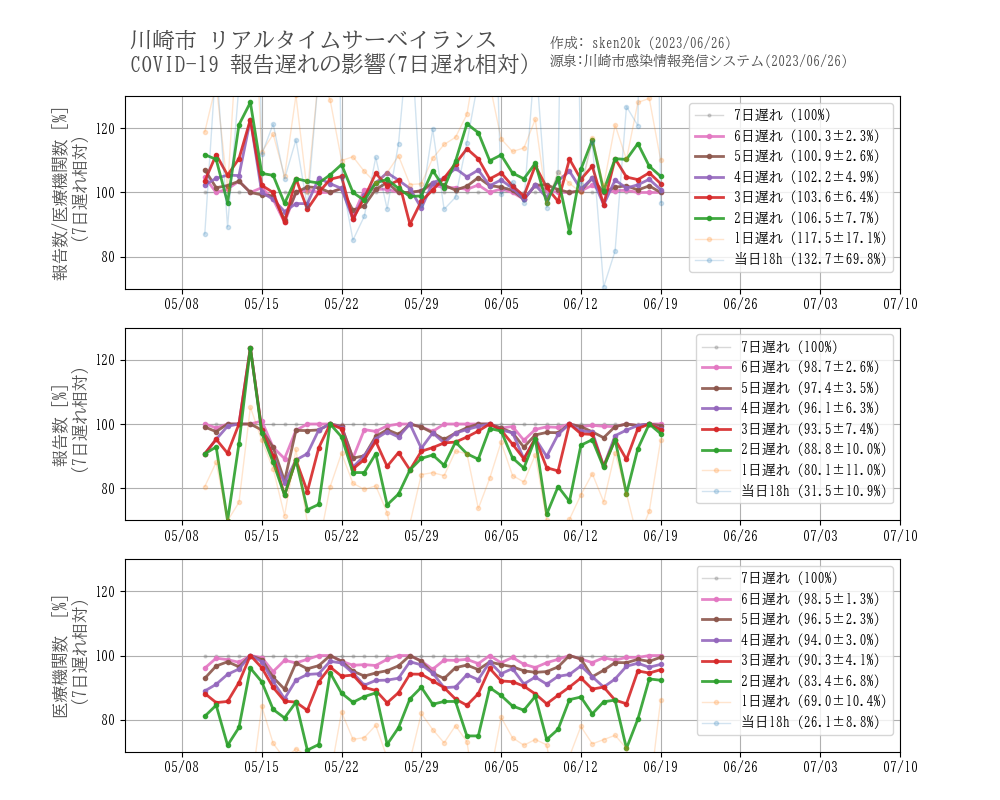 川崎市 リアルタイムサーベイランス
COVID-19 報告遅れの影響(7日遅れ相対)
作成: sken20k (2023/06/26)
源泉:川崎市感染情報発信システム(2023/06/26)
報告数/医療機関数 [%]
(7日遅れ相対)
120
100
80
7日遅れ (100%)
6日遅れ (100.3±2.3%)
5日遅れ (100.9±2.6%)
4日遅れ (102.2±4.9%)
3日遅れ (103.6±6.4%)
2日遅れ (106.5±7.7%)
1日遅れ (117.5±17.1%)
当日18h (132.7±69.8%)
05/08 05/15 05/22 05/29 06/05 06/12 06/19 06/26 07/03 07/10
報告数 [%]
(7日遅れ相対)
120
100
80
7日遅れ (100%)
6日遅れ (98.7±2.6%)
5日遅れ (97.4±3.5%)
4日遅れ (96.1±6.3%)
3日遅れ (93.5±7.4%)
2日遅れ (88.8±10.0%)
1日遅れ (80.1±11.0%)
当日18h (31.5±10.9%)
05/08 05/15 05/22 05/29 06/05 06/12 06/19 06/26 07/03 07/10
医療機関数 [%]
(7日遅れ相対)
120
100
80
7日遅れ (100%)
6日遅れ (98.5±1.3%)
5日遅れ (96.5±2.3%)
4日遅れ (94.0±3.0%)
3日遅れ (90.3±4.1%)
2日遅れ (83.4±6.8%)
1日遅れ (69.0±10.4%)
当日18h (26.1±8.8%)
05/08 05/15 05/22 05/29 06/05 06/12 06/19 06/26 07/03 07/10